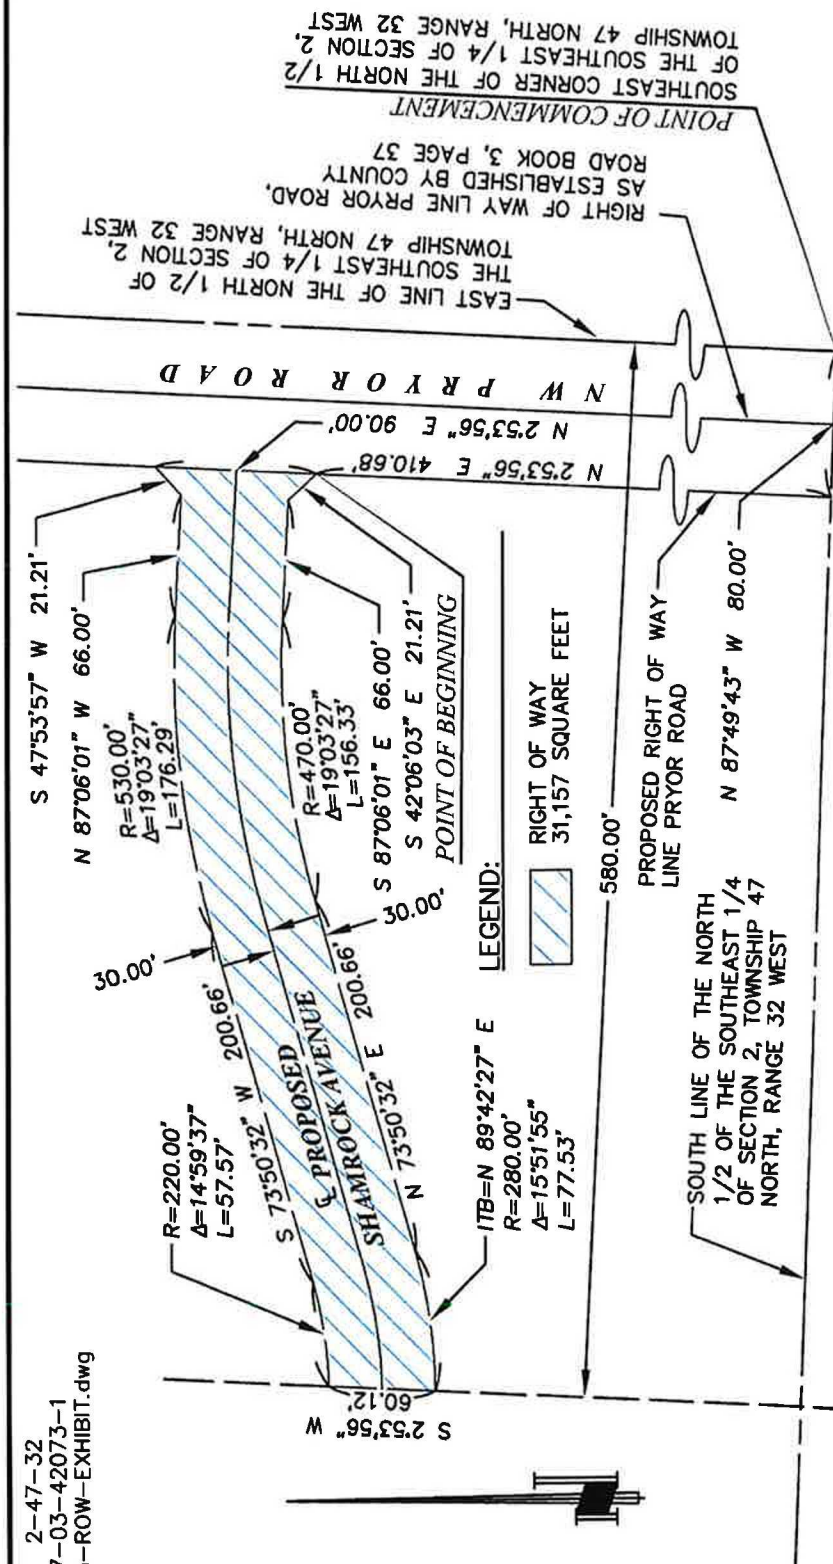 2-47-32
7-03-42073-1
-ROW-EXHIBIT.dwg
S 47°53'57" W 21.21'
N 87°06'01" W 66.00'
R=530.00'
Δ=19°03'27"
L=176.29'
30.00'
R=220.00'
Δ=14°59'37"
L=57.57'
S 73°50'32" W 200.66'
℄ PROPOSED
SHAMROCK AVENUE
N 73°50'32" E 200.66'
30.00'
S 2°53'56" W
60.12'
ITB=N 89°42'27" E
R=280.00'
Δ=15°51'55"
L=77.53'
R=470.00'
Δ=19°03'27"
L=156.33'
S 87°06'01" E 66.00'
S 42°06'03" E 21.21'
POINT OF BEGINNING
LEGEND:
RIGHT OF WAY
31,157 SQUARE FEET
580.00'
N 2°53'56" E 410.68'
N 2°53'56" E 90.00'
NW PRYOR ROAD
EAST LINE OF THE NORTH 1/2 OF
THE SOUTHEAST 1/4 OF SECTION 2,
TOWNSHIP 47 NORTH, RANGE 32 WEST
RIGHT OF WAY LINE PRYOR ROAD,
AS ESTABLISHED BY COUNTY
ROAD BOOK 3, PAGE 37
POINT OF COMMENCEMENT
SOUTHEAST CORNER OF THE NORTH 1/2
OF THE SOUTHEAST 1/4 OF SECTION 2,
TOWNSHIP 47 NORTH, RANGE 32 WEST
PROPOSED RIGHT OF WAY
LINE PRYOR ROAD
N 87°49'43" W 80.00'
SOUTH LINE OF THE NORTH
1/2 OF THE SOUTHEAST 1/4
OF SECTION 2, TOWNSHIP 47
NORTH, RANGE 32 WEST